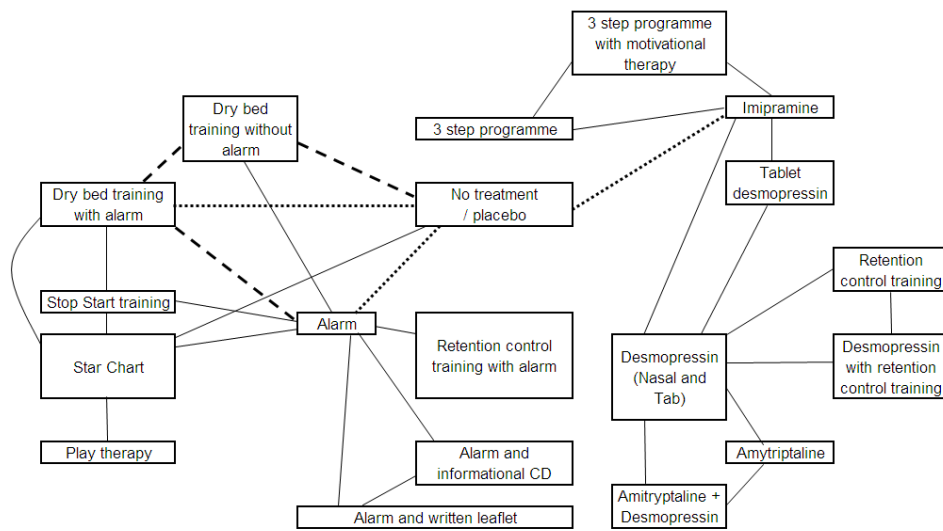 3 step programme
with motivational
therapy
Dry bed
training without
alarm
3 step programme
Imipramine
Dry bed training
with alarm
No treatment
/ placebo
Tablet
desmopressin
Retention
control training
Stop Start training
Alarm
Star Chart
Retention control
training with alarm
Desmopressin
(Nasal and
Tab)
Desmopressin
with retention
control training
Play therapy
Alarm and
informational CD
Amytriptaline
Alarm and written leaflet
Amitryptaline +
Desmopressin